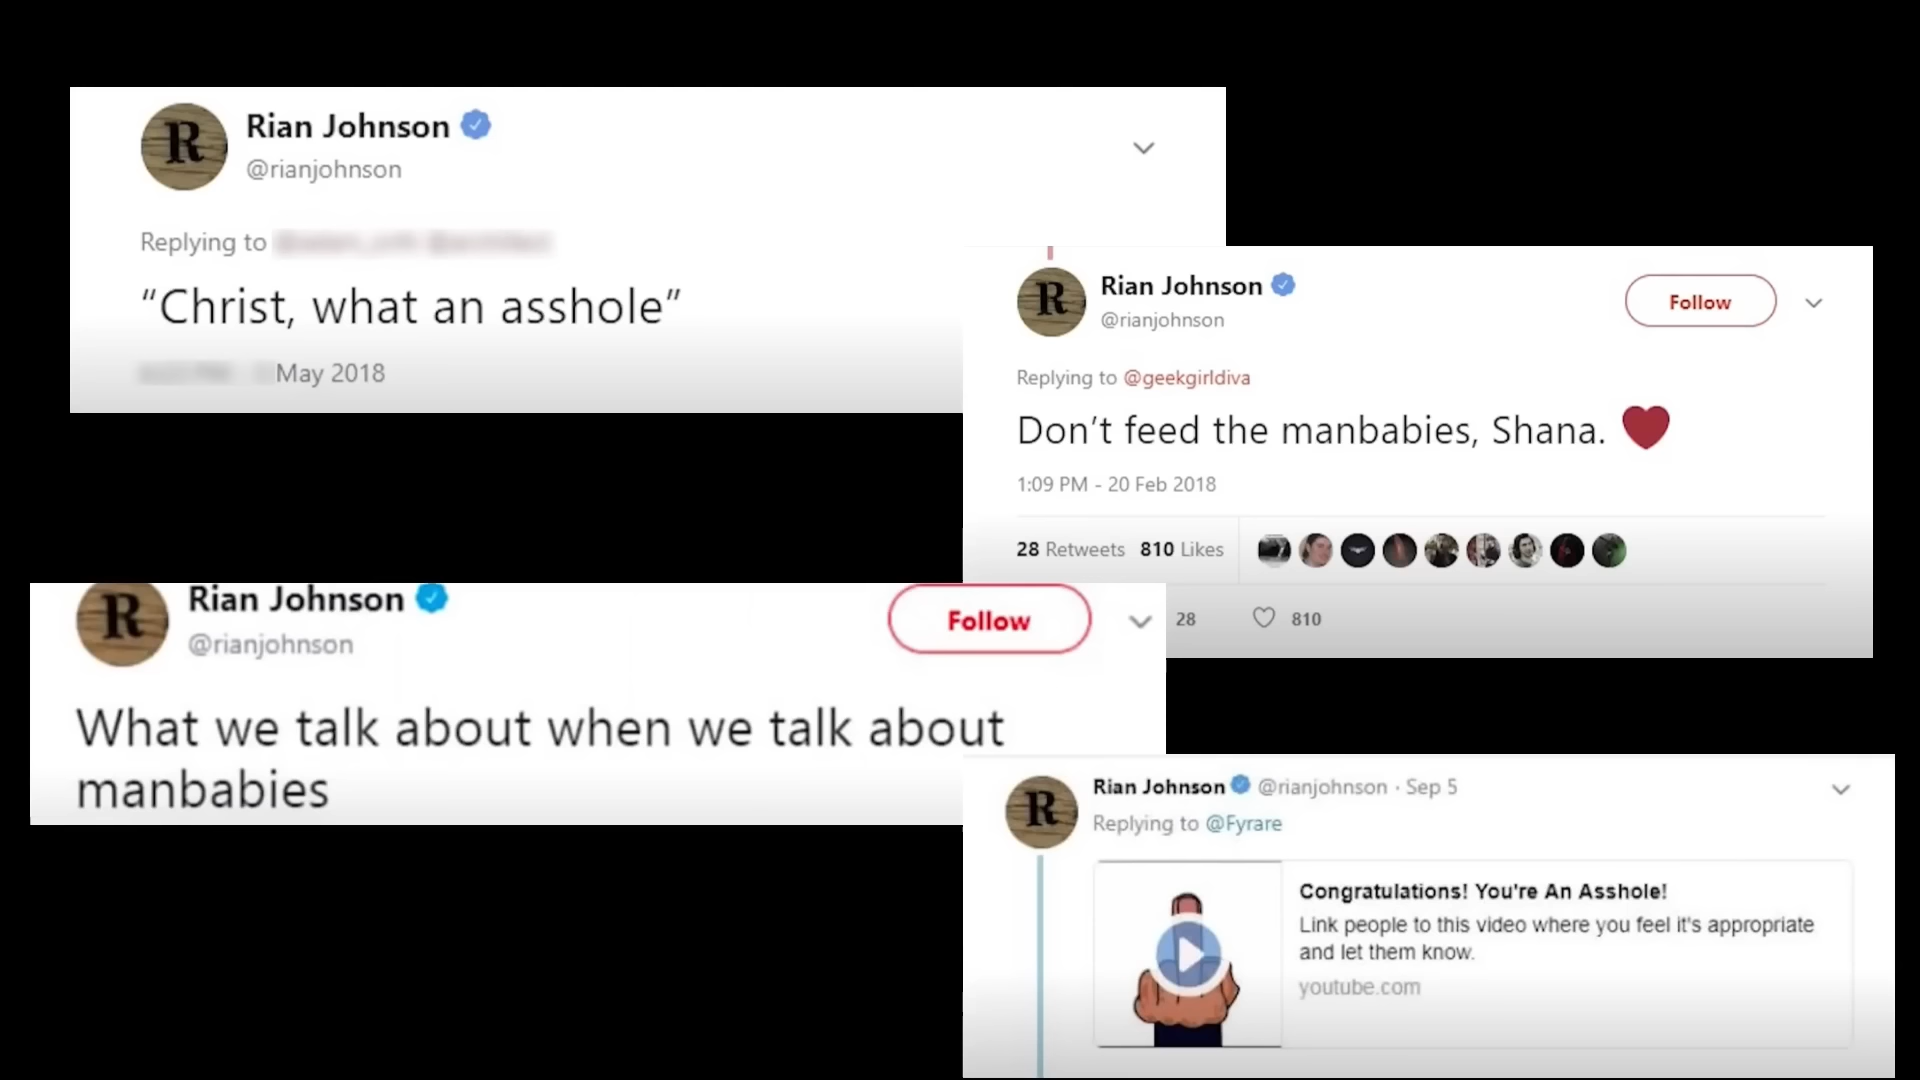 R
Rian Johnson
@rianjohnson
Replying to
“Christ, what an asshole”
May 2018
R
Rian Johnson
@rianjohnson
Follow
Replying to @geekgirldiva
Don’t feed the manbabies, Shana.
1:09 PM - 20 Feb 2018
28 Retweets 810 Likes
28 810
R
Rian Johnson
@rianjohnson
Follow
What we talk about when we talk about
manbabies
R
Rian Johnson @rianjohnson · Sep 5
Replying to @Fyrare
Congratulations! You're An Asshole!
Link people to this video where you feel it's appropriate
and let them know.
youtube.com